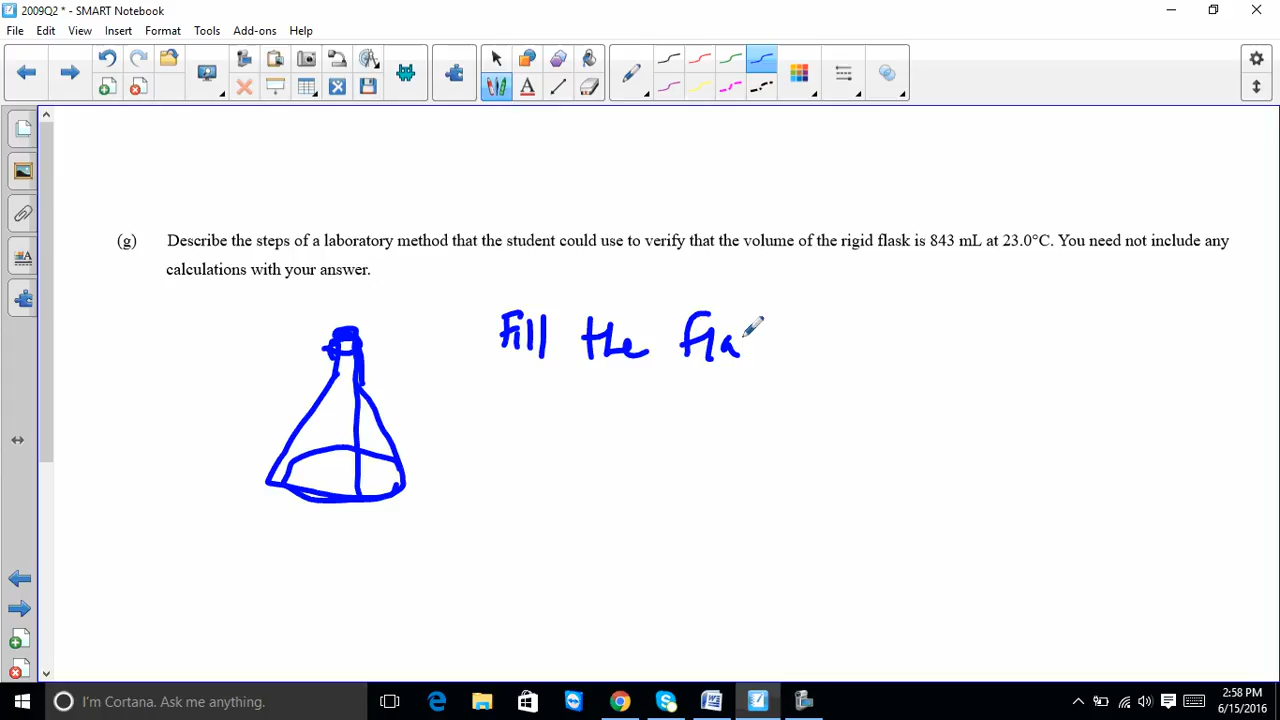 2009Q2 * - SMART Notebook
File Edit View Insert Format Tools Add-ons Help
(g) Describe the steps of a laboratory method that the student could use to verify that the volume of the rigid flask is 843 mL at 23.0°C. You need not include any
calculations with your answer.
Fill the Fla
I'm Cortana. Ask me anything.
2:58 PM
6/15/2016